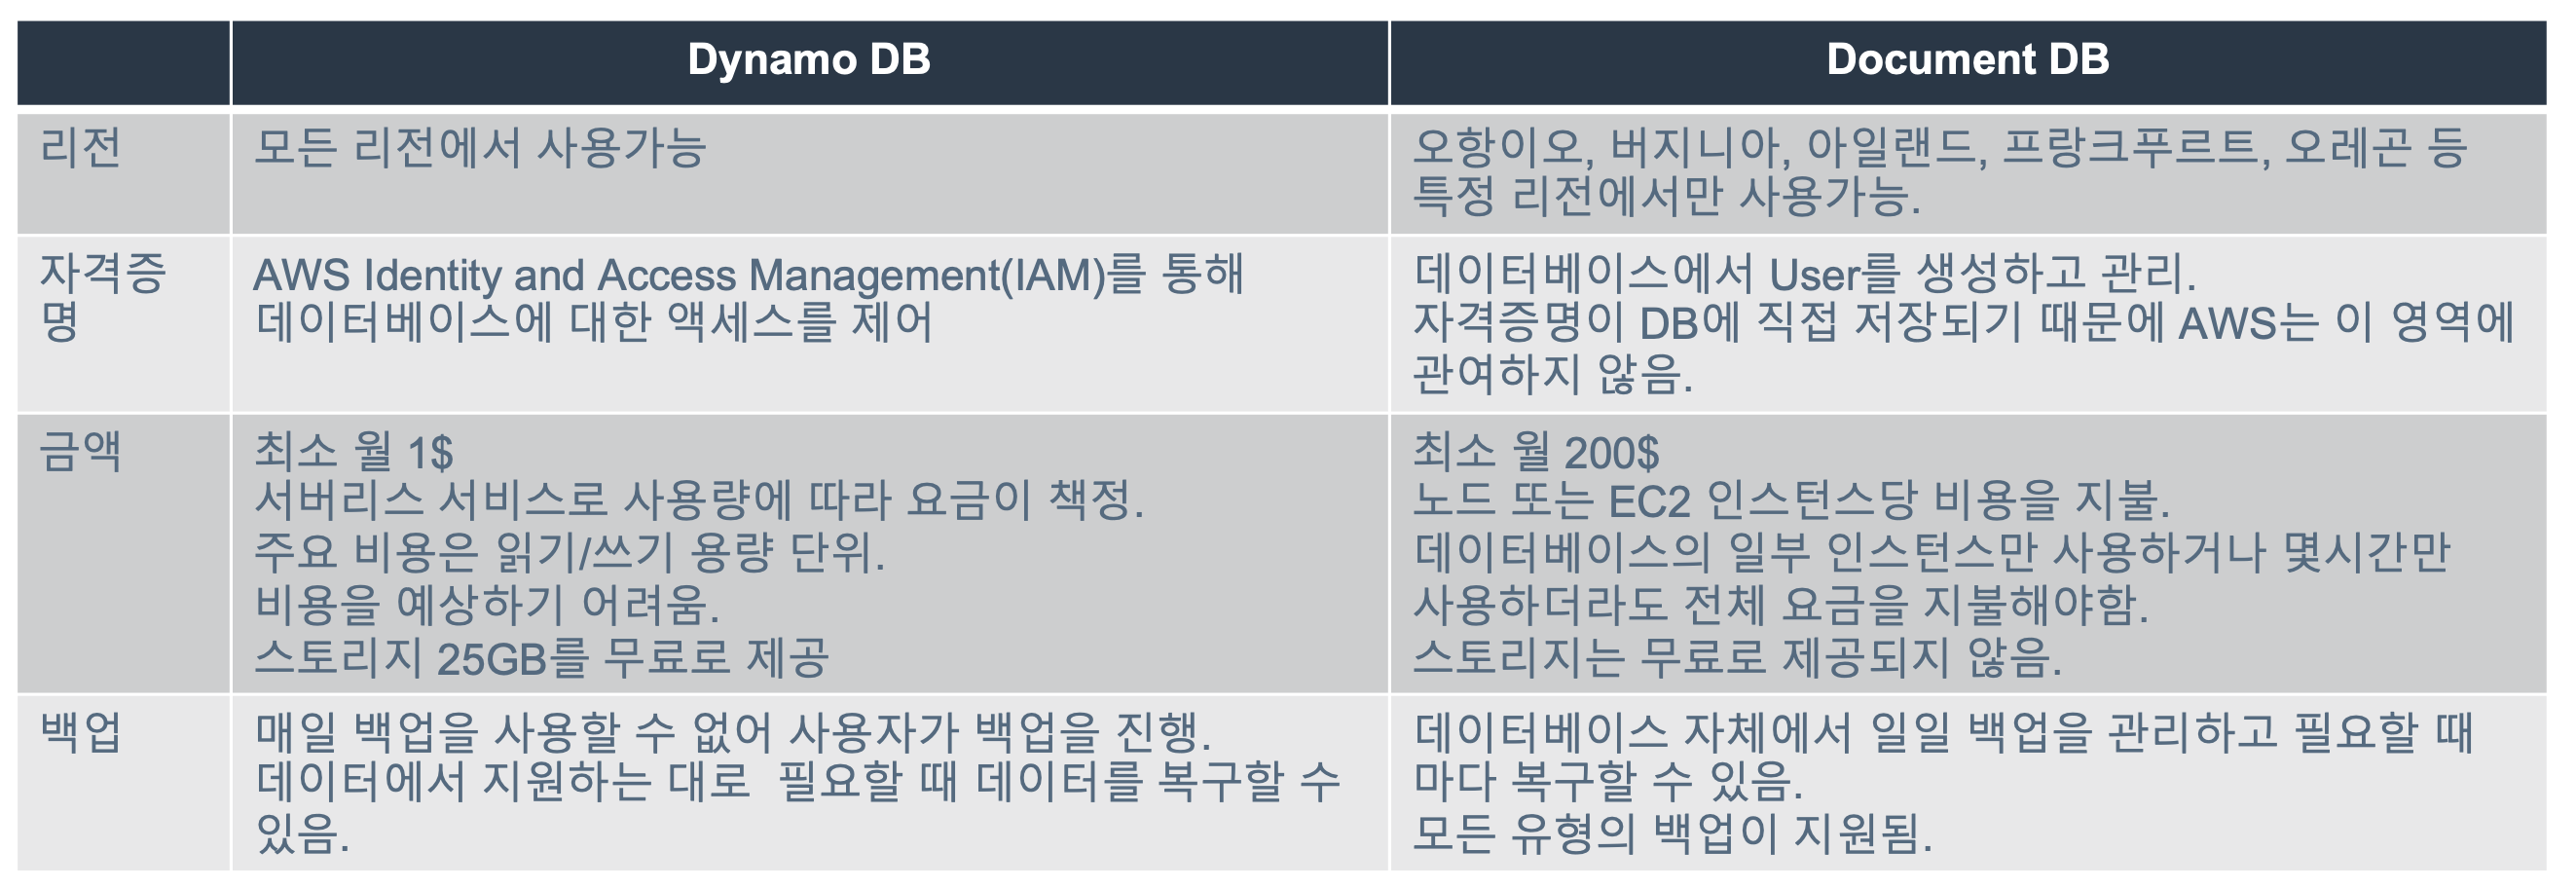 Dynamo DB
Document DB
리전
모든 리전에서 사용가능
오항이오, 버지니아, 아일랜드, 프랑크푸르트, 오레곤 등
특정 리전에서만 사용가능.
자격증
명
AWS Identity and Access Management(IAM)를 통해
데이터베이스에 대한 액세스를 제어
데이터베이스에서 User를 생성하고 관리.
자격증명이 DB에 직접 저장되기 때문에 AWS는 이 영역에
관여하지 않음.
금액
최소 월 1$
서버리스 서비스로 사용량에 따라 요금이 책정.
주요 비용은 읽기/쓰기 용량 단위.
비용을 예상하기 어려움.
스토리지 25GB를 무료로 제공
최소 월 200$
노드 또는 EC2 인스턴스당 비용을 지불.
데이터베이스의 일부 인스턴스만 사용하거나 몇시간만
사용하더라도 전체 요금을 지불해야함.
스토리지는 무료로 제공되지 않음.
백업
매일 백업을 사용할 수 없어 사용자가 백업을 진행.
데이터에서 지원하는 대로 필요할 때 데이터를 복구할 수
있음.
데이터베이스 자체에서 일일 백업을 관리하고 필요할 때
마다 복구할 수 있음.
모든 유형의 백업이 지원됨.